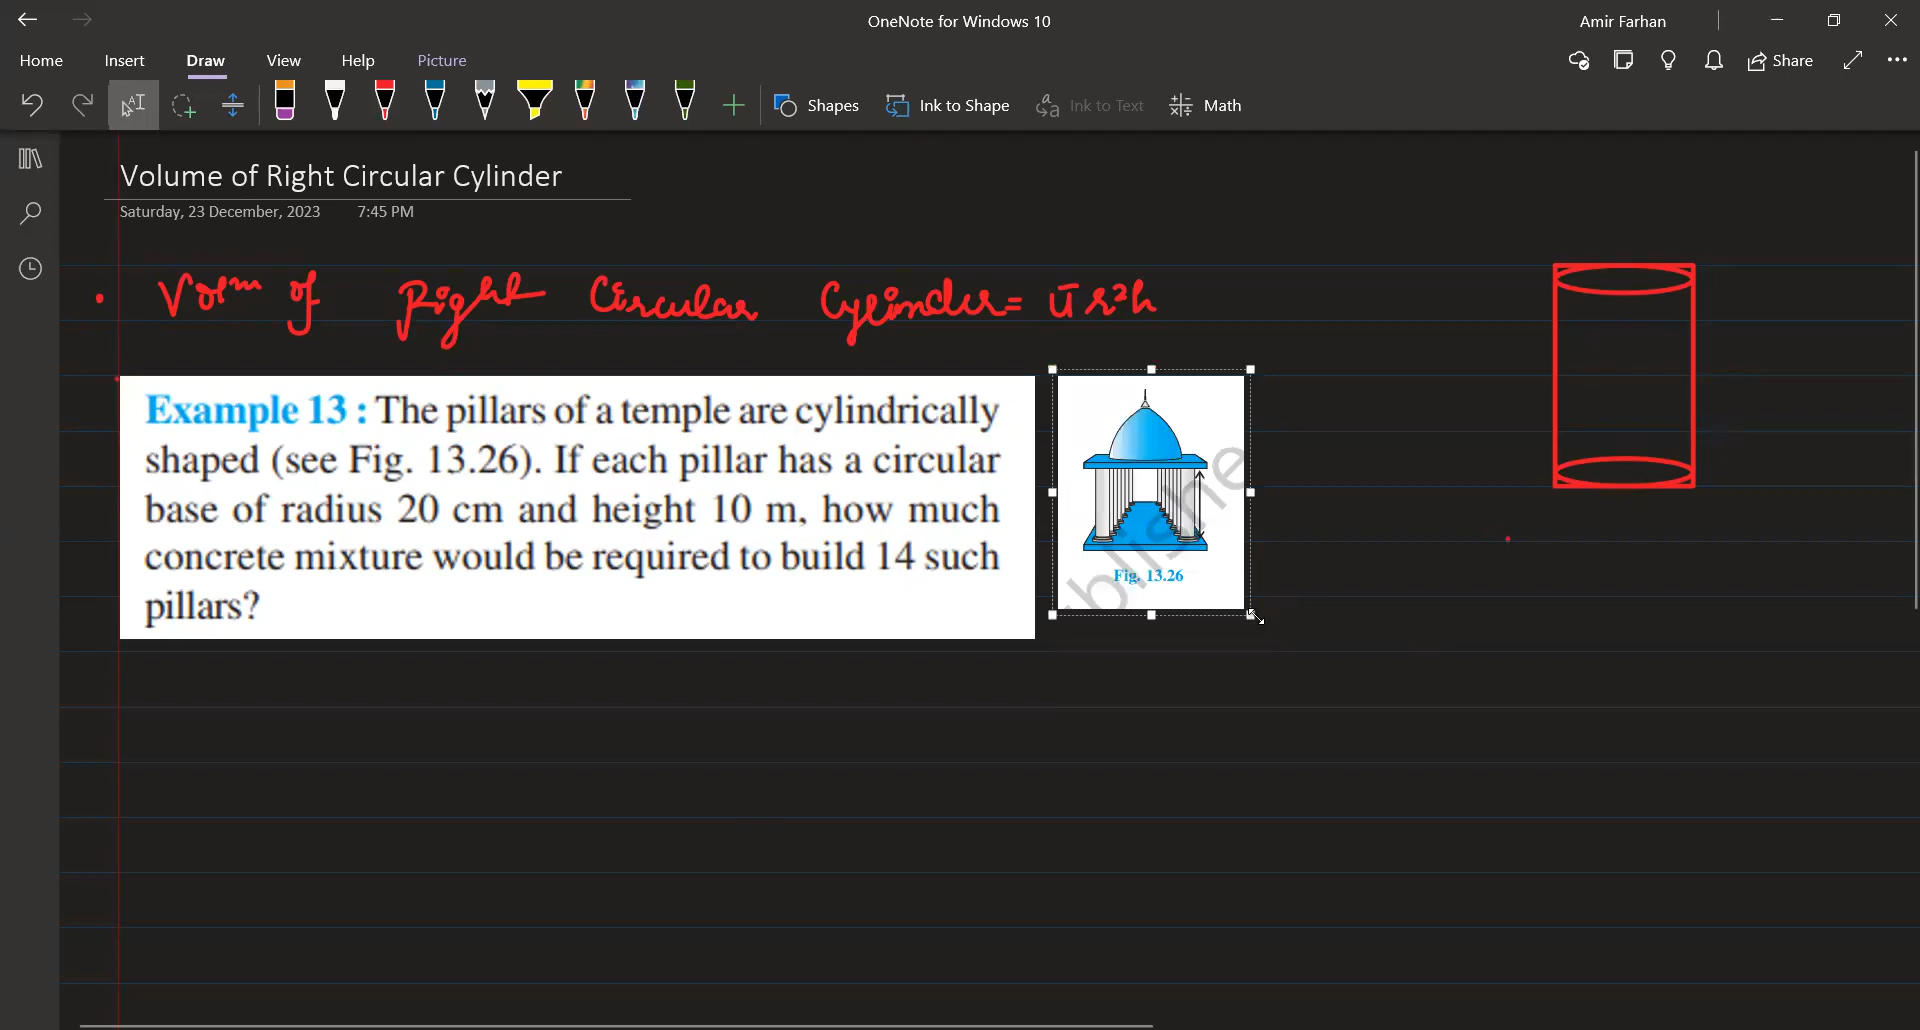 OneNote for Windows 10
Amir Farhan
Home Insert Draw View Help Picture
Share
Shapes Ink to Shape Ink to Text Math
Volume of Right Circular Cylinder
Saturday, 23 December, 2023 7:45 PM
of Right Circular Cylinder = πr²h
Example 13 : The pillars of a temple are cylindrically
shaped (see Fig. 13.26). If each pillar has a circular
base of radius 20 cm and height 10 m, how much
concrete mixture would be required to build 14 such
pillars?
Fig. 13.26